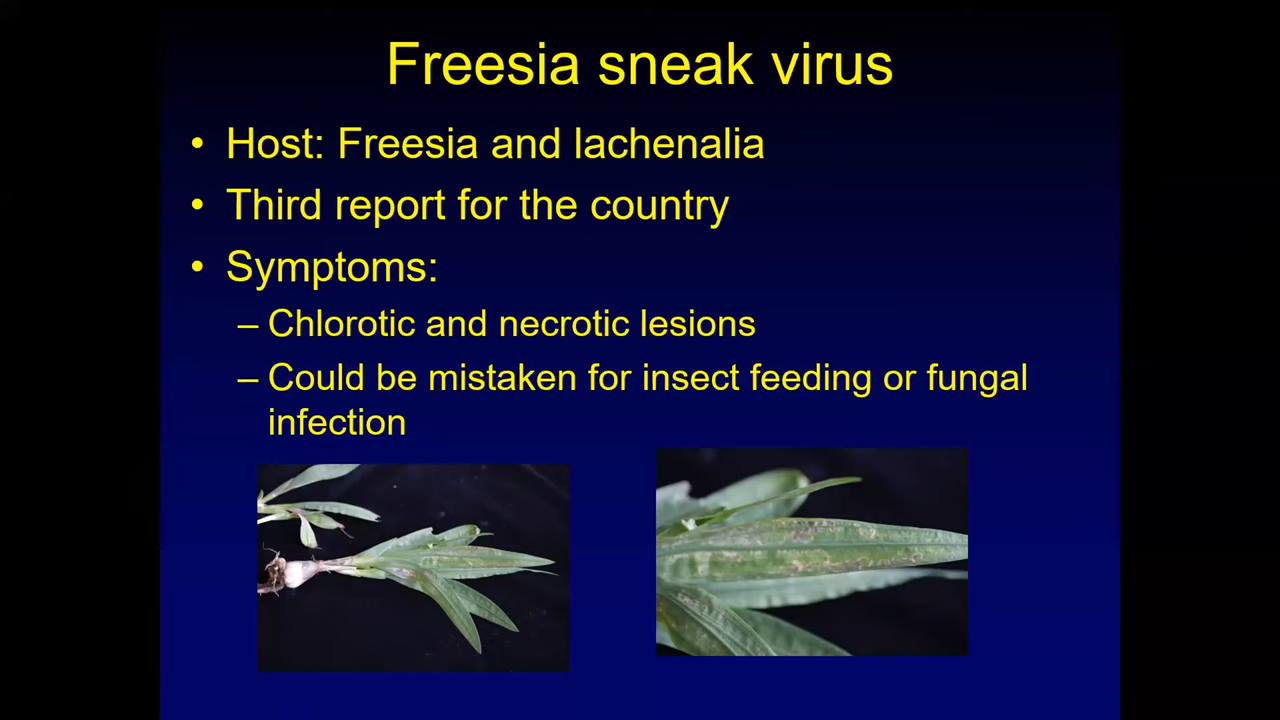 Freesia sneak virus
• Host: Freesia and lachenalia
• Third report for the country
• Symptoms:
– Chlorotic and necrotic lesions
– Could be mistaken for insect feeding or fungal
infection